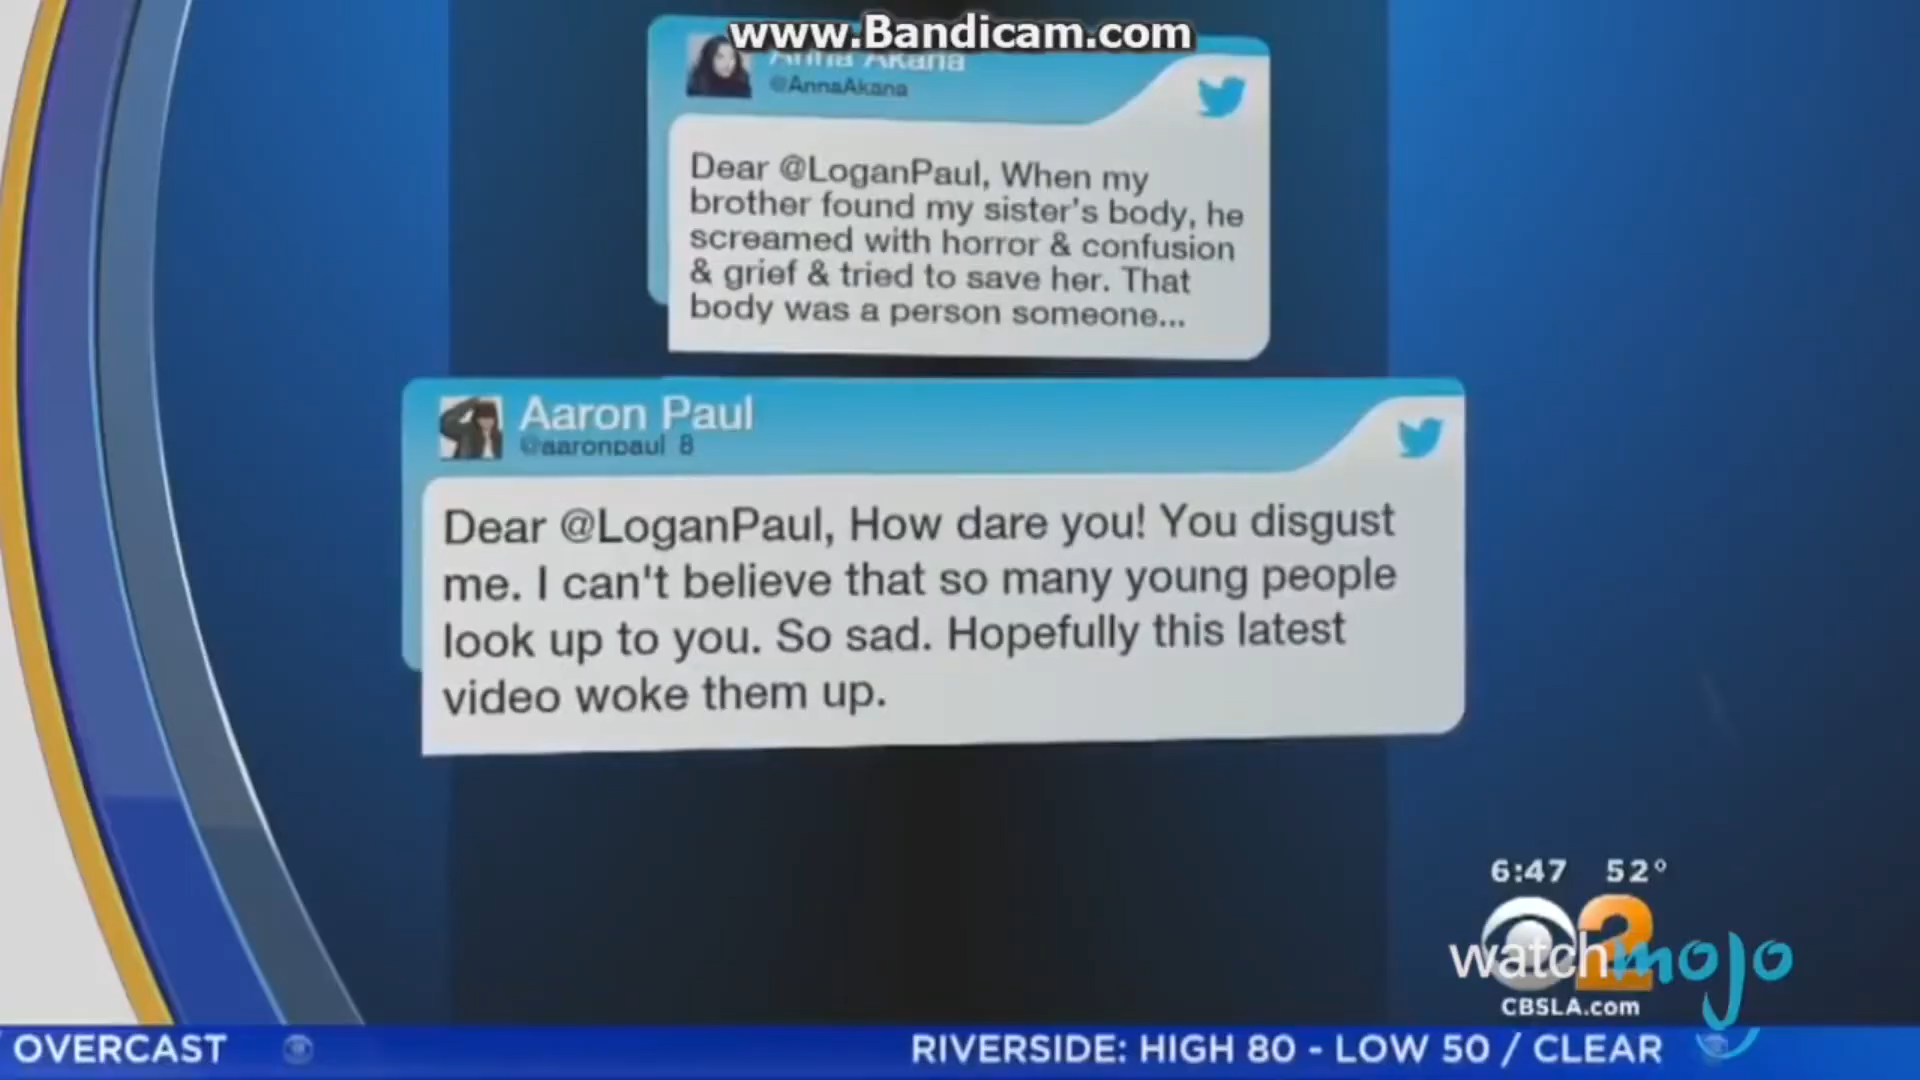 www.Bandicam.com
Anna Akana
@AnnaAkana
Dear @LoganPaul, When my
brother found my sister's body, he
screamed with horror & confusion
& grief & tried to save her. That
body was a person someone...
Aaron Paul
@aaronpaul_8
Dear @LoganPaul, How dare you! You disgust
me. I can't believe that so many young people
look up to you. So sad. Hopefully this latest
video woke them up.
6:47 52°
2
watchmojo
CBSLA.com
OVERCAST
RIVERSIDE: HIGH 80 - LOW 50 / CLEAR